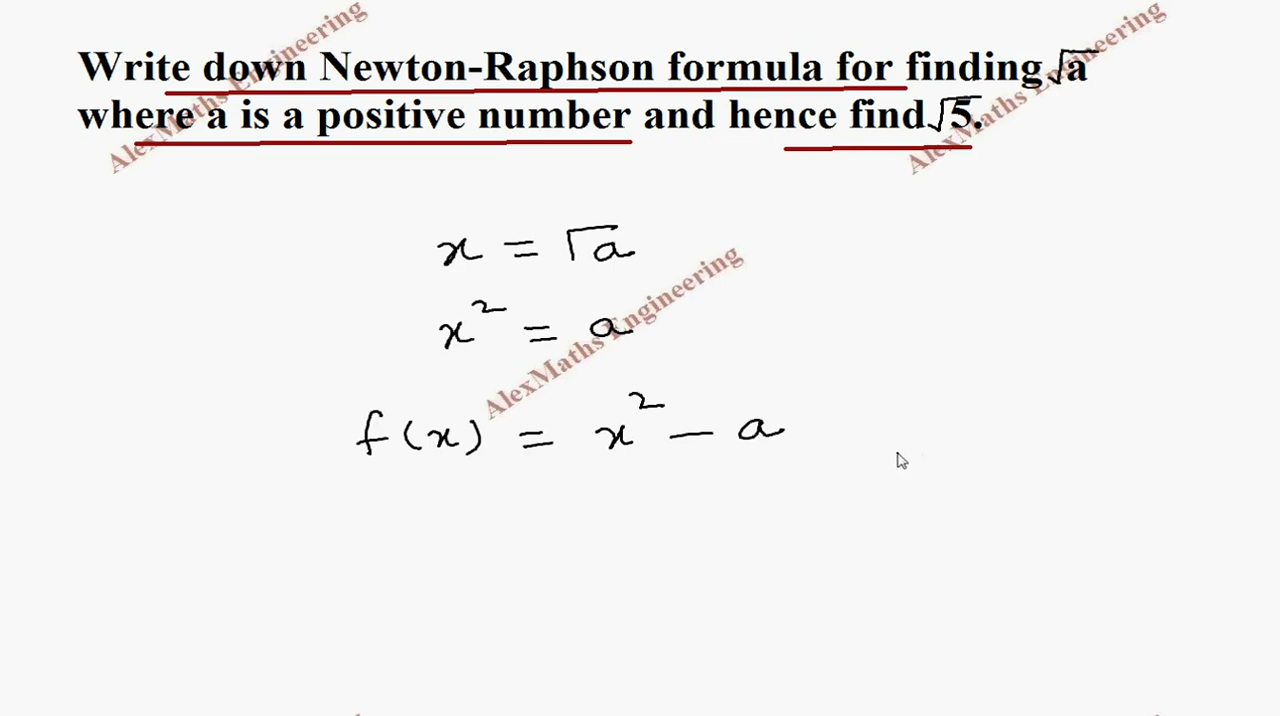 Write down Newton-Raphson formula for finding √a
where a is a positive number and hence find √5.
x = √a
x² = a
f(x) = x² − a
AlexMaths Engineering
AlexMaths Engineering
AlexMaths Engineering